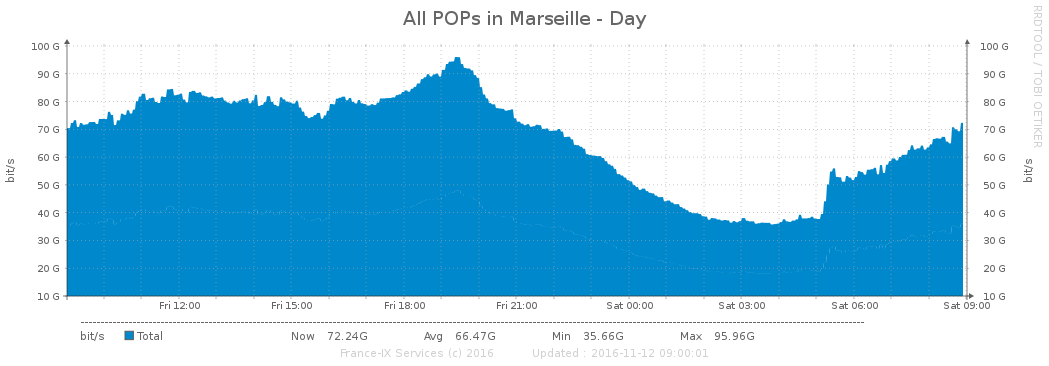 All POPs in Marseille - Day
RRDTOOL / TOBI OETIKER
bit/s
100 G
90 G
80 G
70 G
60 G
50 G
40 G
30 G
20 G
10 G
100 G
90 G
80 G
70 G
60 G
50 G
40 G
30 G
20 G
10 G
bit/s
Fri 12:00 Fri 15:00 Fri 18:00 Fri 21:00 Sat 00:00 Sat 03:00 Sat 06:00 Sat 09:00
bit/s Total Now 72.24G Avg 66.47G Min 35.66G Max 95.96G
France-IX Services (c) 2016 Updated : 2016-11-12 09:00:01